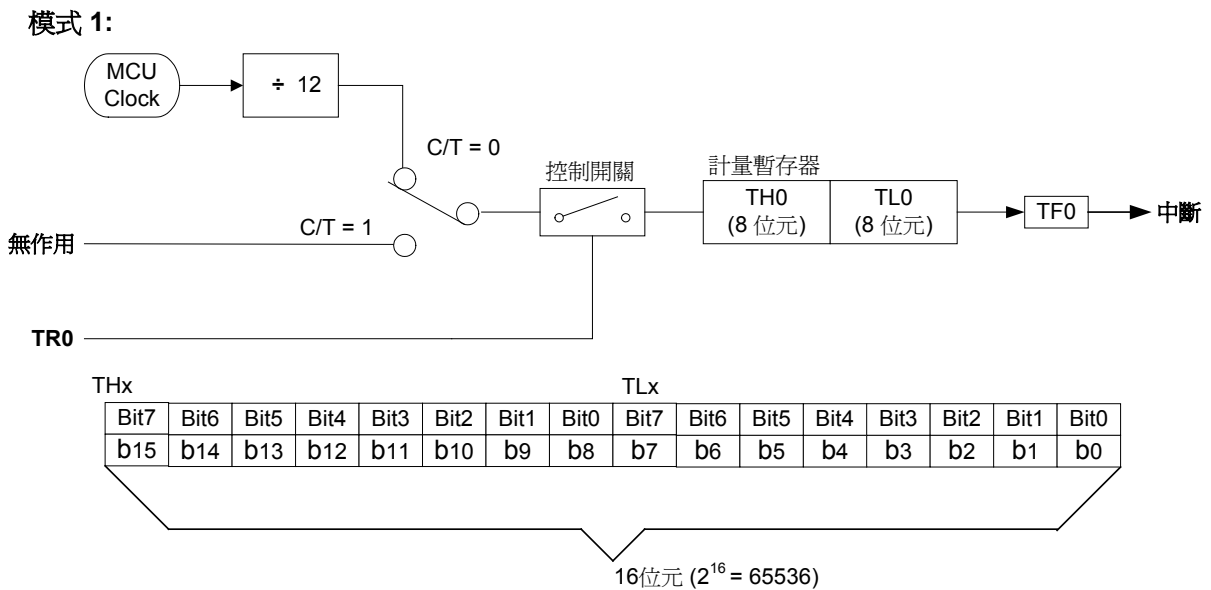 模式 1:
MCU
Clock
÷ 12
C/T = 0
控制開關
計量暫存器
TH0
(8 位元)
TL0
(8 位元)
TF0
中斷
C/T = 1
無作用
TR0
THx TLx
Bit7 Bit6 Bit5 Bit4 Bit3 Bit2 Bit1 Bit0 Bit7 Bit6 Bit5 Bit4 Bit3 Bit2 Bit1 Bit0
b15 b14 b13 b12 b11 b10 b9 b8 b7 b6 b5 b4 b3 b2 b1 b0
16位元 (2¹⁶ = 65536)